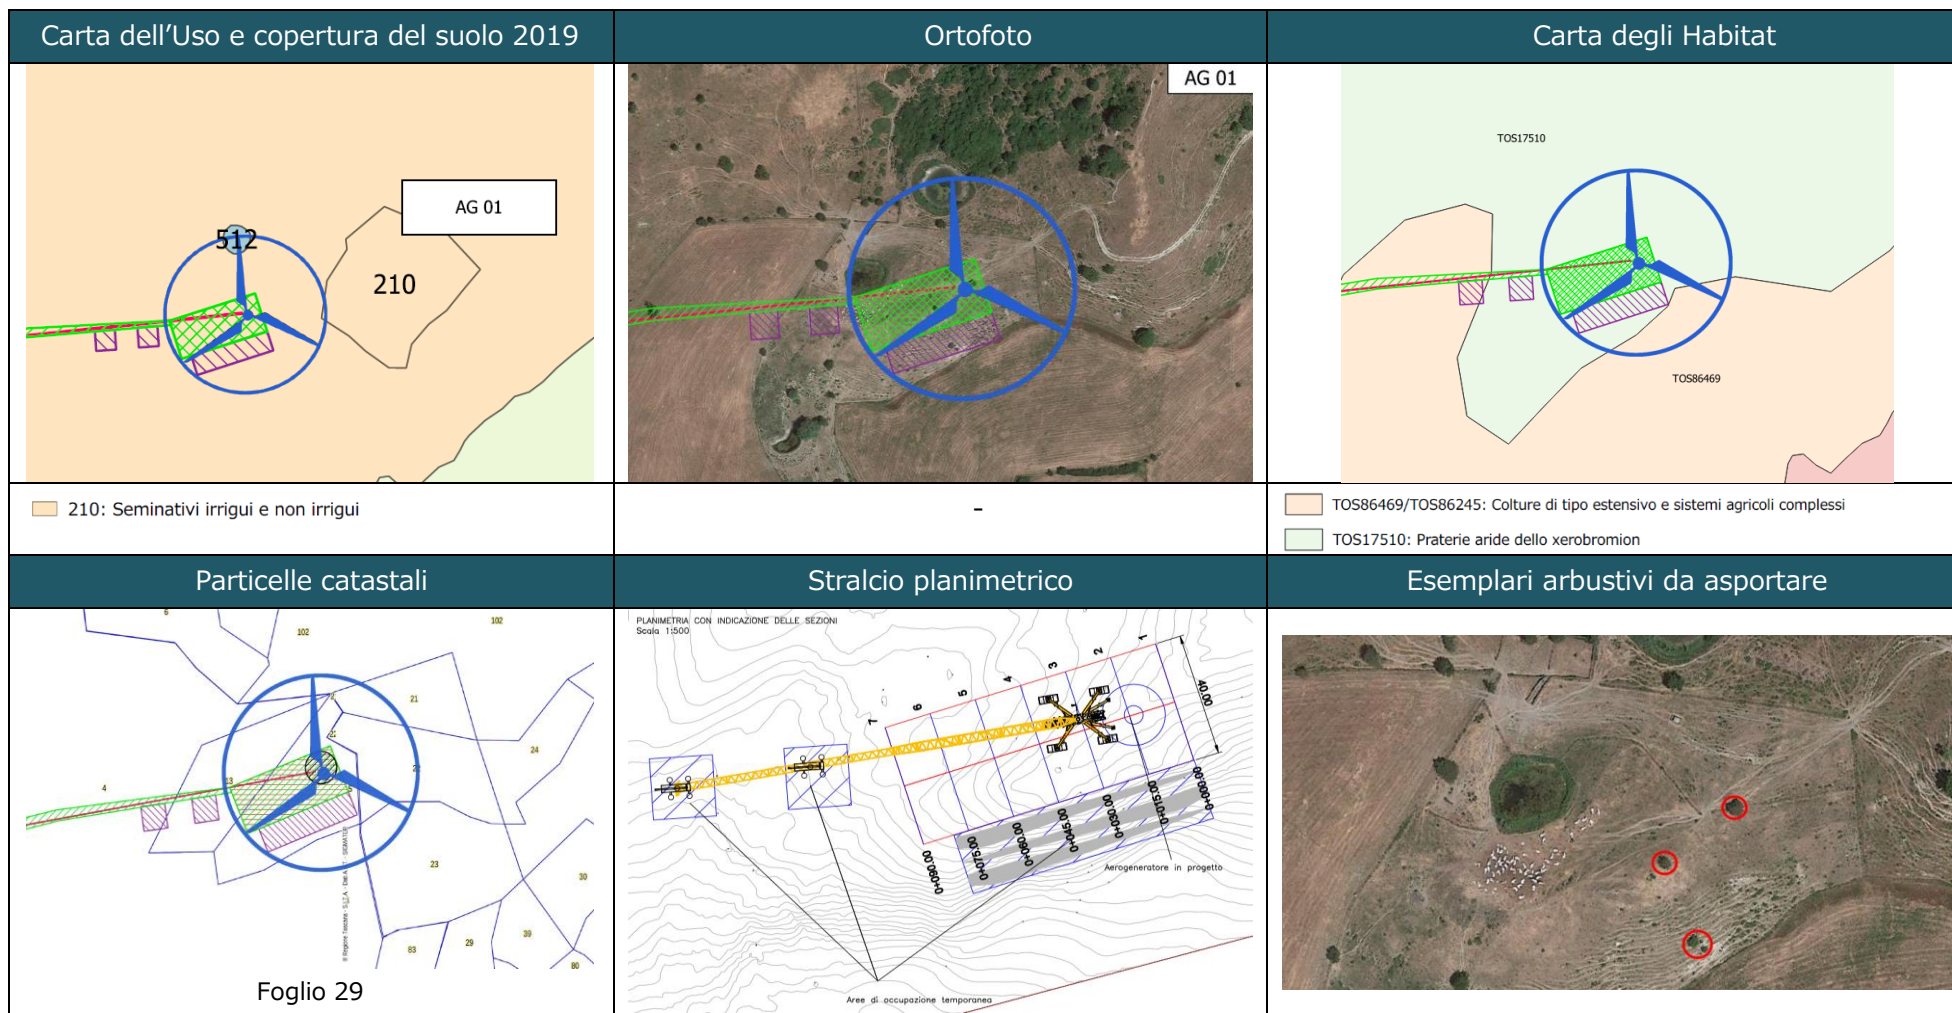 Carta dell'Uso e copertura del suolo 2019
Ortofoto
Carta degli Habitat
512
AG 01
210
AG 01
TOS17510
TOS86469
210: Seminativi irrigui e non irrigui
-
TOS86469/TOS86245: Colture di tipo estensivo e sistemi agricoli complessi
TOS17510: Praterie aride dello xerobromion
Particelle catastali
Stralcio planimetrico
Esemplari arbustivi da asportare
6
102
102
21
24
13
4
23
30
39
29
83
80
Foglio 29
PLANIMETRIA CON INDICAZIONE DELLE SEZIONI
Scala 1:500
1
2
3
4
5
6
7
40.00
0+000.00
0+015.00
0+030.00
0+045.00
0+060.00
0+075.00
0+090.00
Aerogeneratore in progetto
Aree di occupazione temporanea